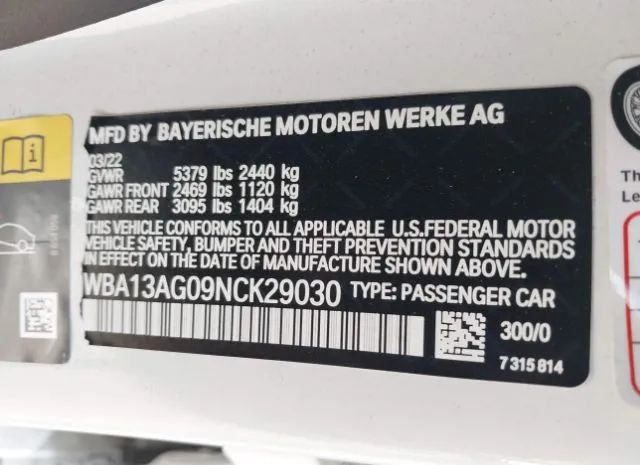 MFD BY BAYERISCHE MOTOREN WERKE AG
03/22
GVWR 5379 lbs 2440 kg
GAWR FRONT 2469 lbs 1120 kg
GAWR REAR 3095 lbs 1404 kg
THIS VEHICLE CONFORMS TO ALL APPLICABLE U.S.FEDERAL MOTOR
VEHICLE SAFETY, BUMPER AND THEFT PREVENTION STANDARDS
IN EFFECT ON THE DATE OF MANUFACTURE SHOWN ABOVE.
WBA13AG09NCK29030 TYPE: PASSENGER CAR
300/0
7 315 814
Th
Le